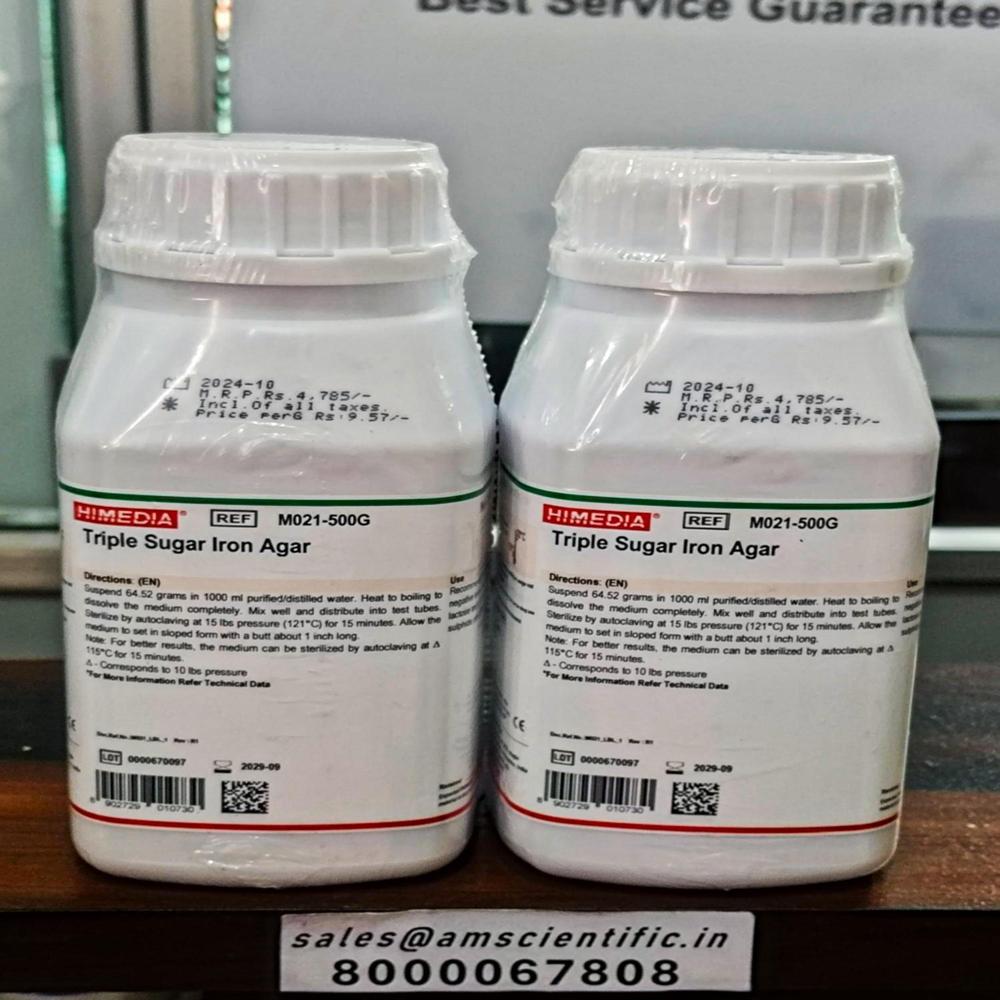 Best Service Guarantee
2024-10
M.R.P.Rs.4,785/-
Incl.Of all taxes.
Price perG Rs:9.57/-
HIMEDIA® REF M021-500G
Triple Sugar Iron Agar
Directions: (EN)
Suspend 64.52 grams in 1000 ml purified/distilled water. Heat to boiling to
dissolve the medium completely. Mix well and distribute into test tubes.
Sterilize by autoclaving at 15 lbs pressure (121°C) for 15 minutes. Allow the
medium to set in sloped form with a butt about 1 inch long.
Note: For better results, the medium can be sterilized by autoclaving at Δ
115°C for 15 minutes.
Δ - Corresponds to 10 lbs pressure
*For More Information Refer Technical Data
Use
LOT 0000670097 2029-09
8 902729 010730
2024-10
M.R.P.Rs.4,785/-
Incl.Of all taxes.
Price perG Rs:9.57/-
HIMEDIA® REF M021-500G
Triple Sugar Iron Agar
Directions: (EN)
Suspend 64.52 grams in 1000 ml purified/distilled water. Heat to boiling to
dissolve the medium completely. Mix well and distribute into test tubes.
Sterilize by autoclaving at 15 lbs pressure (121°C) for 15 minutes. Allow the
medium to set in sloped form with a butt about 1 inch long.
Note: For better results, the medium can be sterilized by autoclaving at Δ
115°C for 15 minutes.
Δ - Corresponds to 10 lbs pressure
*For More Information Refer Technical Data
Use
CE
LOT 0000670097 2029-09
8 902729 010730
sales@amscientific.in
8000067808